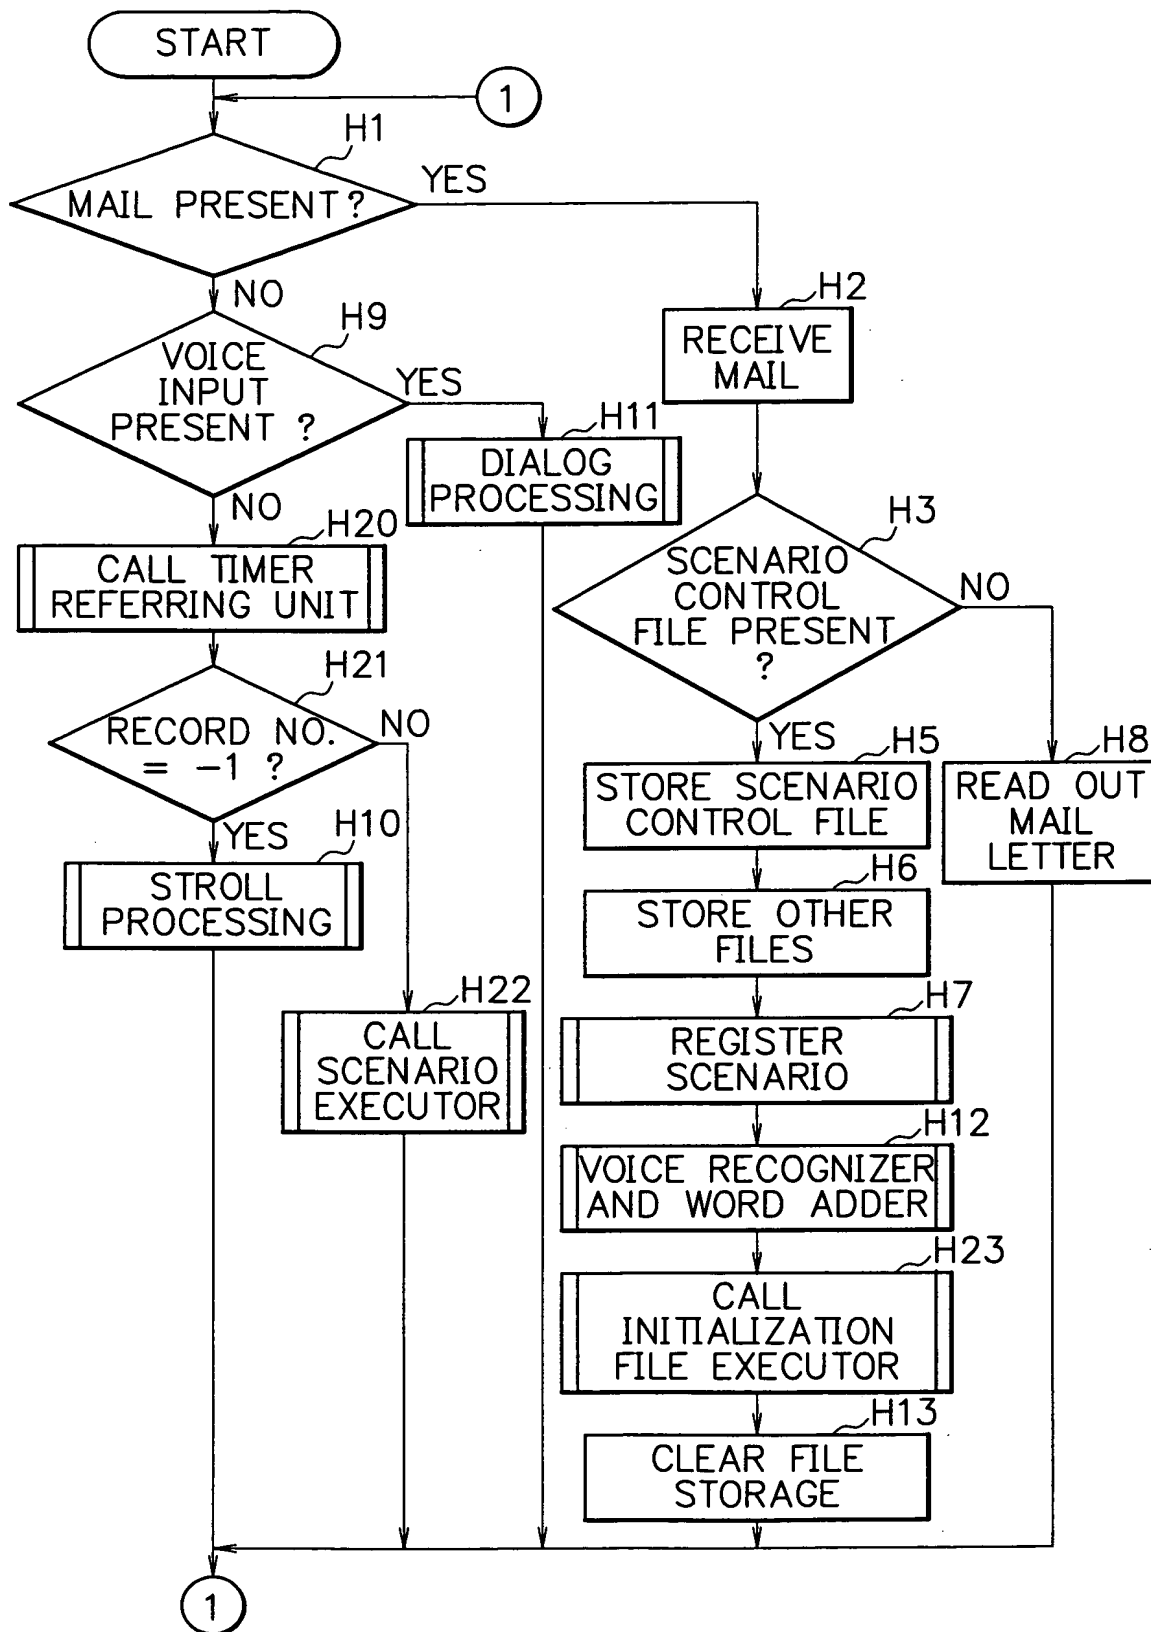 START
1
H1
MAIL PRESENT?
YES
NO
H2
RECEIVE
MAIL
H9
VOICE
INPUT
PRESENT ?
YES
NO
H11
DIALOG
PROCESSING
H3
SCENARIO
CONTROL
FILE PRESENT
?
NO
YES
H20
CALL TIMER
REFERRING UNIT
H21
RECORD NO.
= -1 ?
NO
YES
H5
STORE SCENARIO
CONTROL FILE
H8
READ OUT
MAIL
LETTER
H10
STROLL
PROCESSING
H6
STORE OTHER
FILES
H22
CALL
SCENARIO
EXECUTOR
H7
REGISTER
SCENARIO
H12
VOICE RECOGNIZER
AND WORD ADDER
H23
CALL
INITIALIZATION
FILE EXECUTOR
H13
CLEAR FILE
STORAGE
1